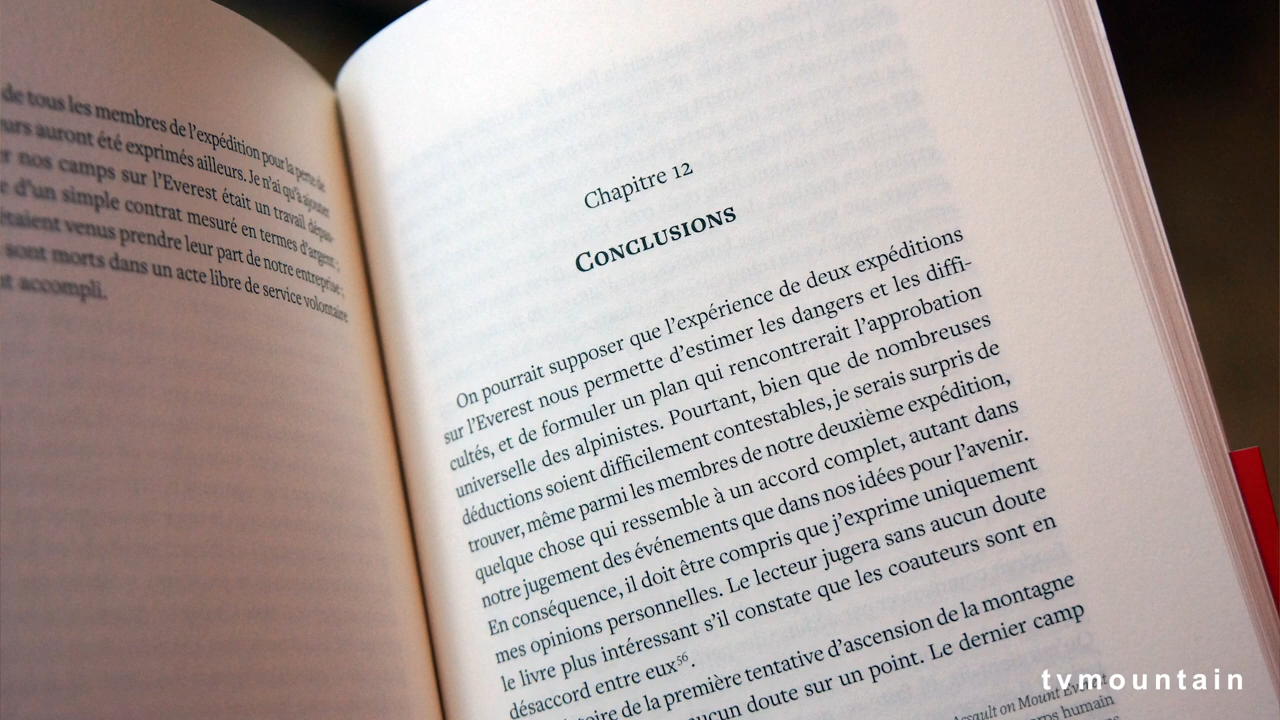 de tous les membres de l'expédition pour la perte de
urs auront été exprimés ailleurs. Je n'ai qu'à ajouter
r nos camps sur l'Everest était un travail dépas-
e d'un simple contrat mesuré en termes d'argent ;
étaient venus prendre leur part de notre entreprise ;
sont morts dans un acte libre de service volontaire
t accompli.
Chapitre 12
CONCLUSIONS
On pourrait supposer que l'expérience de deux expéditions
sur l'Everest nous permette d'estimer les dangers et les diffi-
cultés, et de formuler un plan qui rencontrerait l'approbation
universelle des alpinistes. Pourtant, bien que de nombreuses
déductions soient difficilement contestables, je serais surpris de
trouver, même parmi les membres de notre deuxième expédition,
quelque chose qui ressemble à un accord complet, autant dans
notre jugement des événements que dans nos idées pour l'avenir.
En conséquence, il doit être compris que j'exprime uniquement
mes opinions personnelles. Le lecteur jugera sans aucun doute
le livre plus intéressant s'il constate que les coauteurs sont en
désaccord entre eux56.
toire de la première tentative d'ascension de la montagne
aucun doute sur un point. Le dernier camp
Assault on Mount Everest
corps humain
tvmountain